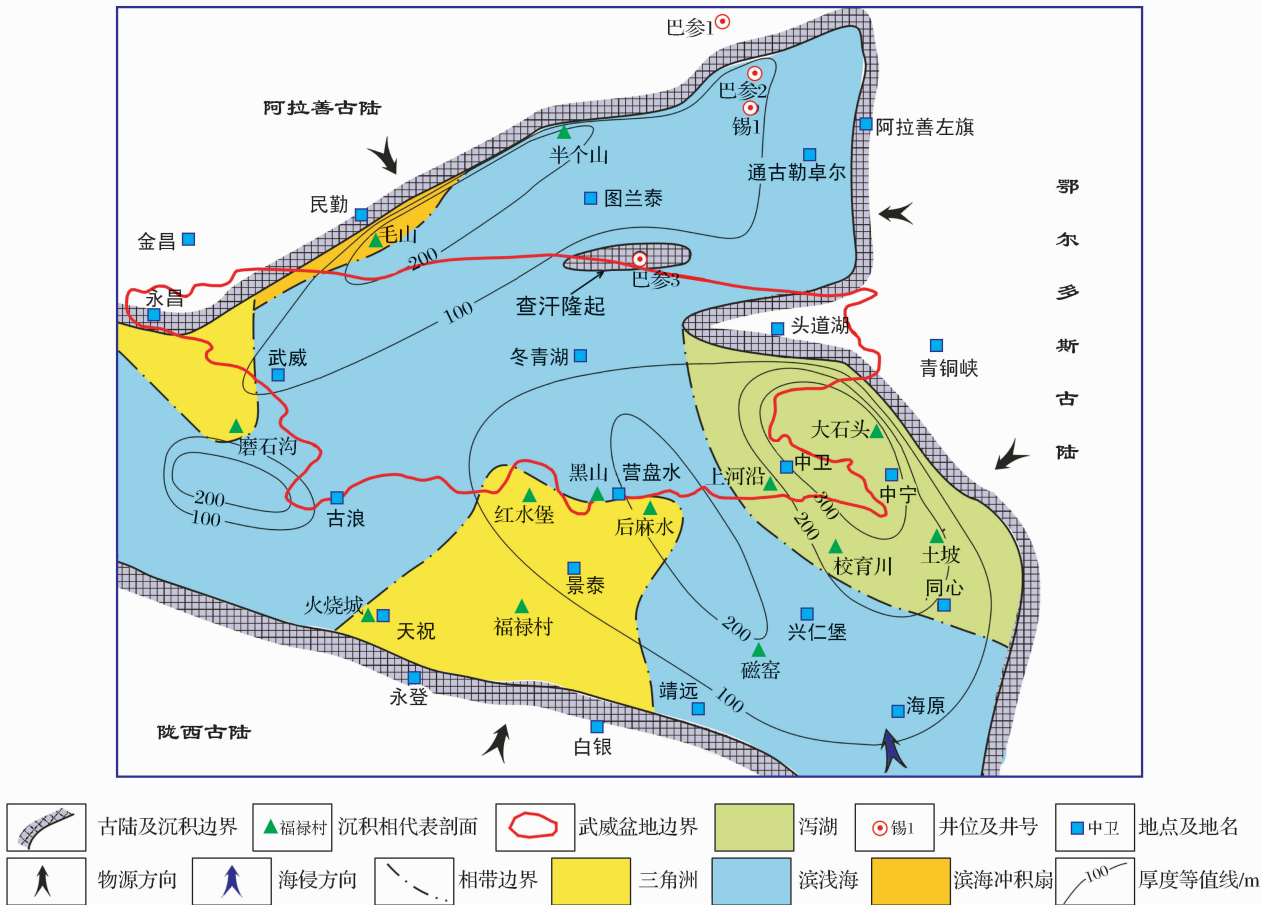 巴参1
巴参2
锡1
阿拉善古陆
阿拉善左旗
半个山
通古勒卓尔
图兰泰
民勤
鄂尔多斯古陆
金昌
毛山
200
巴参3
永昌
查汗隆起
100
头道湖
武威
冬青湖
青铜峡
磨石沟
大石头
中卫
黑山
营盘水
上河沿
中宁
200
100
古浪
红水堡
后麻水
300
200
校育川
土坡
景泰
同心
火烧城
天祝
福禄村
200
兴仁堡
磁窑
永登
靖远
100
海原
陇西古陆
白银
古陆及沉积边界
福禄村 沉积相代表剖面
武威盆地边界
泻湖
锡1 井位及井号
中卫 地点及地名
物源方向
海侵方向
相带边界
三角洲
滨浅海
滨海冲积扇
100 厚度等值线/m